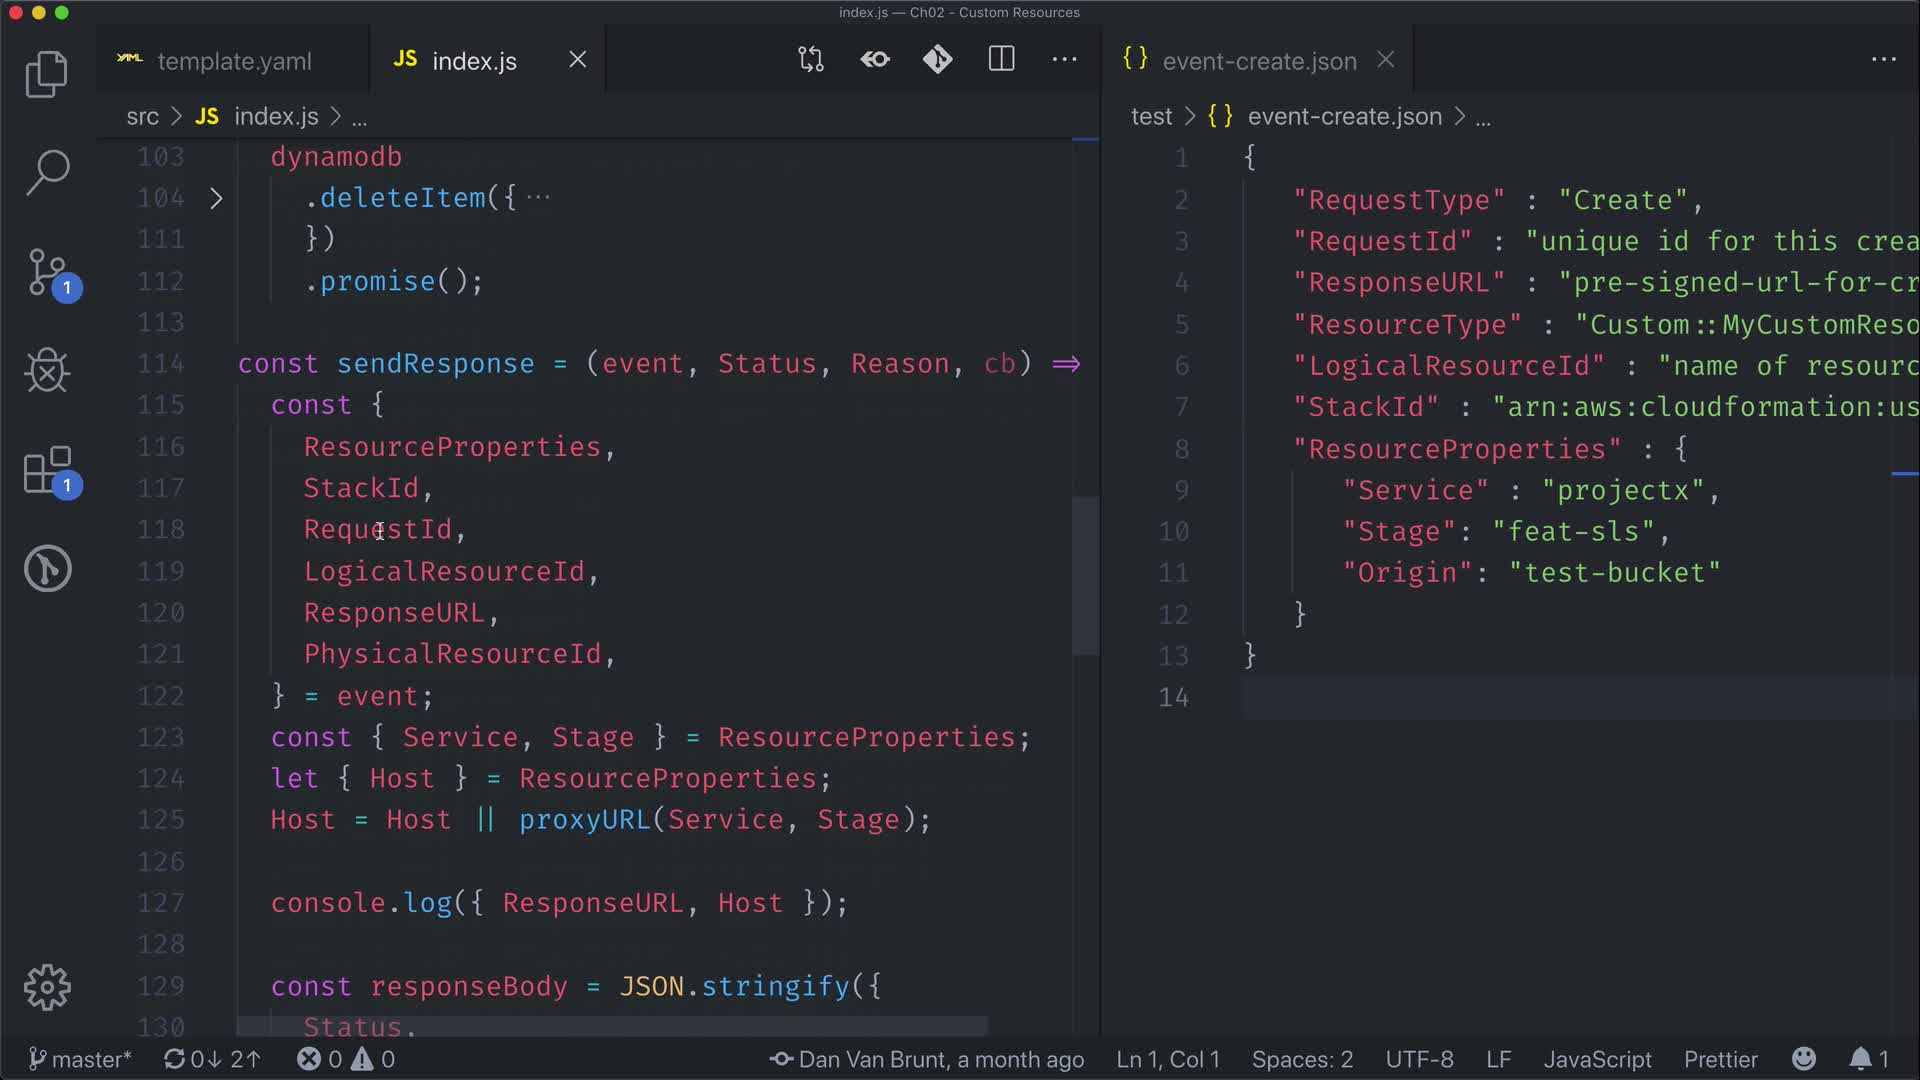 index.js — Ch02 - Custom Resources
YAML template.yaml
JS index.js
{} event-create.json
src > JS index.js > ...
test > {} event-create.json > ...
103 dynamodb
104 .deleteItem({ ···
111 })
112 .promise();
113
114 const sendResponse = (event, Status, Reason, cb) =>
115 const {
116 ResourceProperties,
117 StackId,
118 RequestId,
119 LogicalResourceId,
120 ResponseURL,
121 PhysicalResourceId,
122 } = event;
123 const { Service, Stage } = ResourceProperties;
124 let { Host } = ResourceProperties;
125 Host = Host || proxyURL(Service, Stage);
126
127 console.log({ ResponseURL, Host });
128
129 const responseBody = JSON.stringify({
130 Status,
1 {
2 "RequestType" : "Create",
3 "RequestId" : "unique id for this crea
4 "ResponseURL" : "pre-signed-url-for-cr
5 "ResourceType" : "Custom::MyCustomReso
6 "LogicalResourceId" : "name of resourc
7 "StackId" : "arn:aws:cloudformation:us
8 "ResourceProperties" : {
9 "Service" : "projectx",
10 "Stage": "feat-sls",
11 "Origin": "test-bucket"
12 }
13 }
14
1
1
master* 0↓ 2↑ 0 0 Dan Van Brunt, a month ago Ln 1, Col 1 Spaces: 2 UTF-8 LF JavaScript Prettier 1